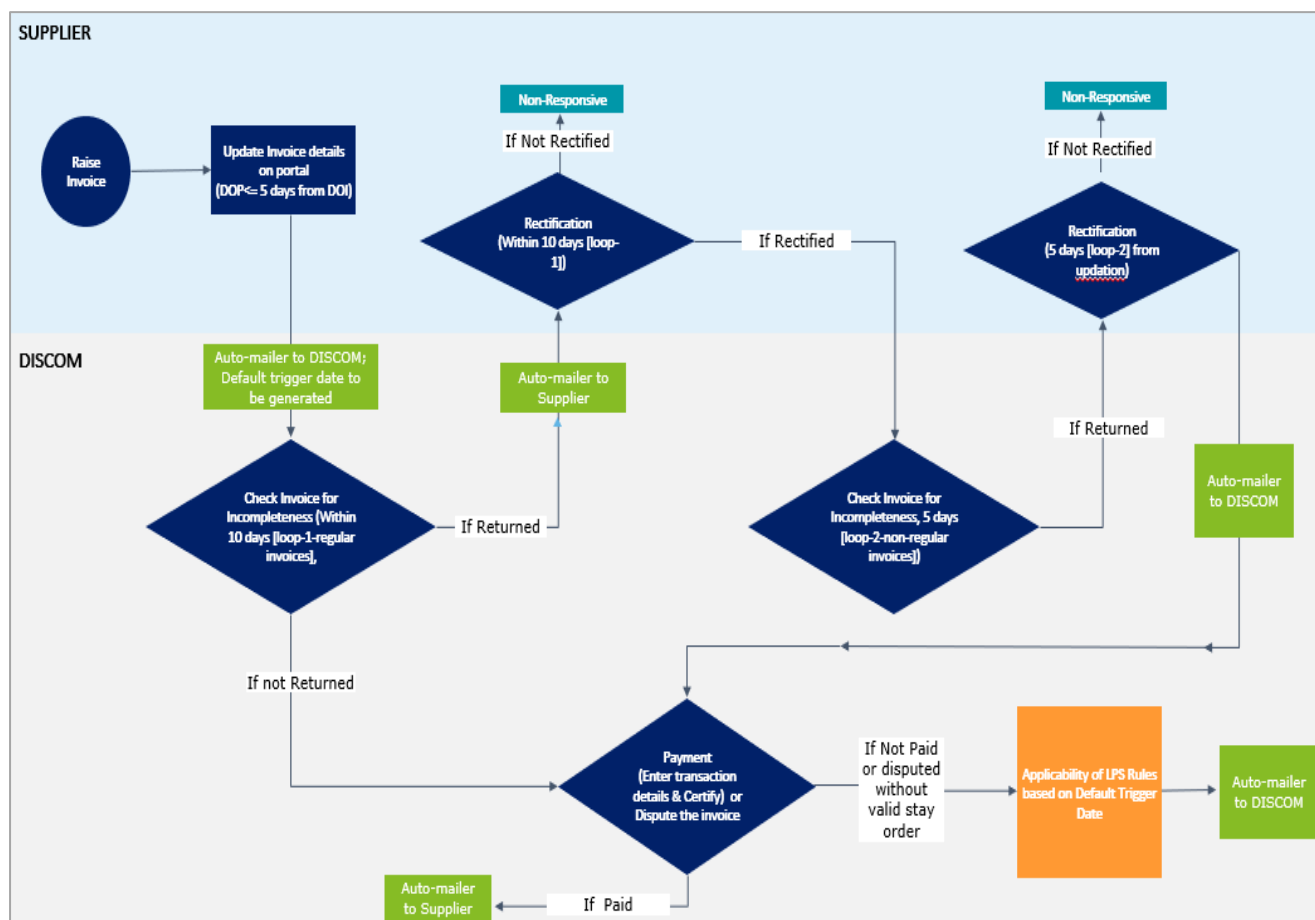 SUPPLIER
Raise
Invoice
Update Invoice details
on portal
(DOP<= 5 days from DOI)
Non-Responsive
If Not Rectified
Rectification
(Within 10 days [loop-
1])
If Rectified
Non-Responsive
If Not Rectified
Rectification
(5 days [loop-2] from
updation)
DISCOM
Auto-mailer to DISCOM;
Default trigger date to
be generated
Auto-mailer to
Supplier
Check Invoice for
Incompleteness (Within
10 days [loop-1-regular
invoices],
If Returned
Check Invoice for
Incompleteness, 5 days
[loop-2-non-regular
invoices])
If Returned
Auto-mailer
to DISCOM
If not Returned
Payment
(Enter transaction
details & Certify) or
Dispute the invoice
If Not Paid
or disputed
without
valid stay
order
Applicability of LPS Rules
based on Default Trigger
Date
Auto-mailer
to DISCOM
If Paid
Auto-mailer
to Supplier